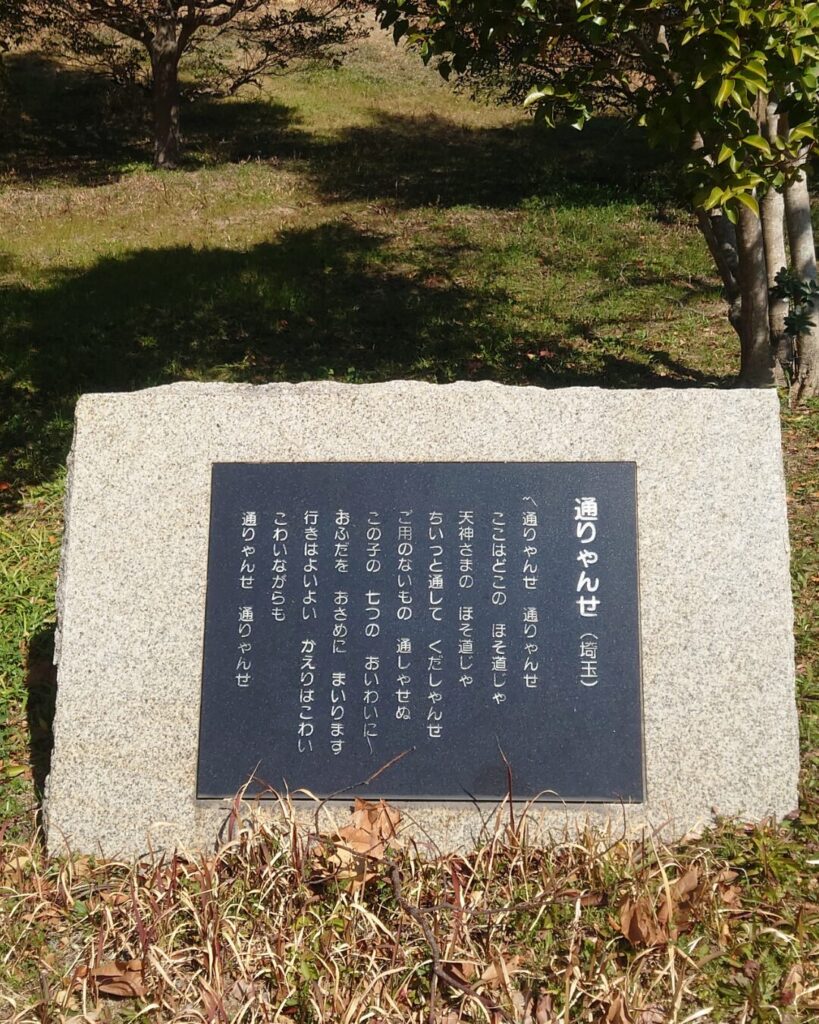 通りゃんせ（埼玉）
〽通りゃんせ　通りゃんせ
ここはどこの　ほそ道じゃ
天神さまの　ほそ道じゃ
ちいっと通して　くだしゃんせ
ご用のないもの　通しゃせぬ
この子の　七つの　おいわいに〜
おふだを　おさめに　まいります
行きはよいよい　かえりはこわい
こわいながらも
通りゃんせ　通りゃんせ